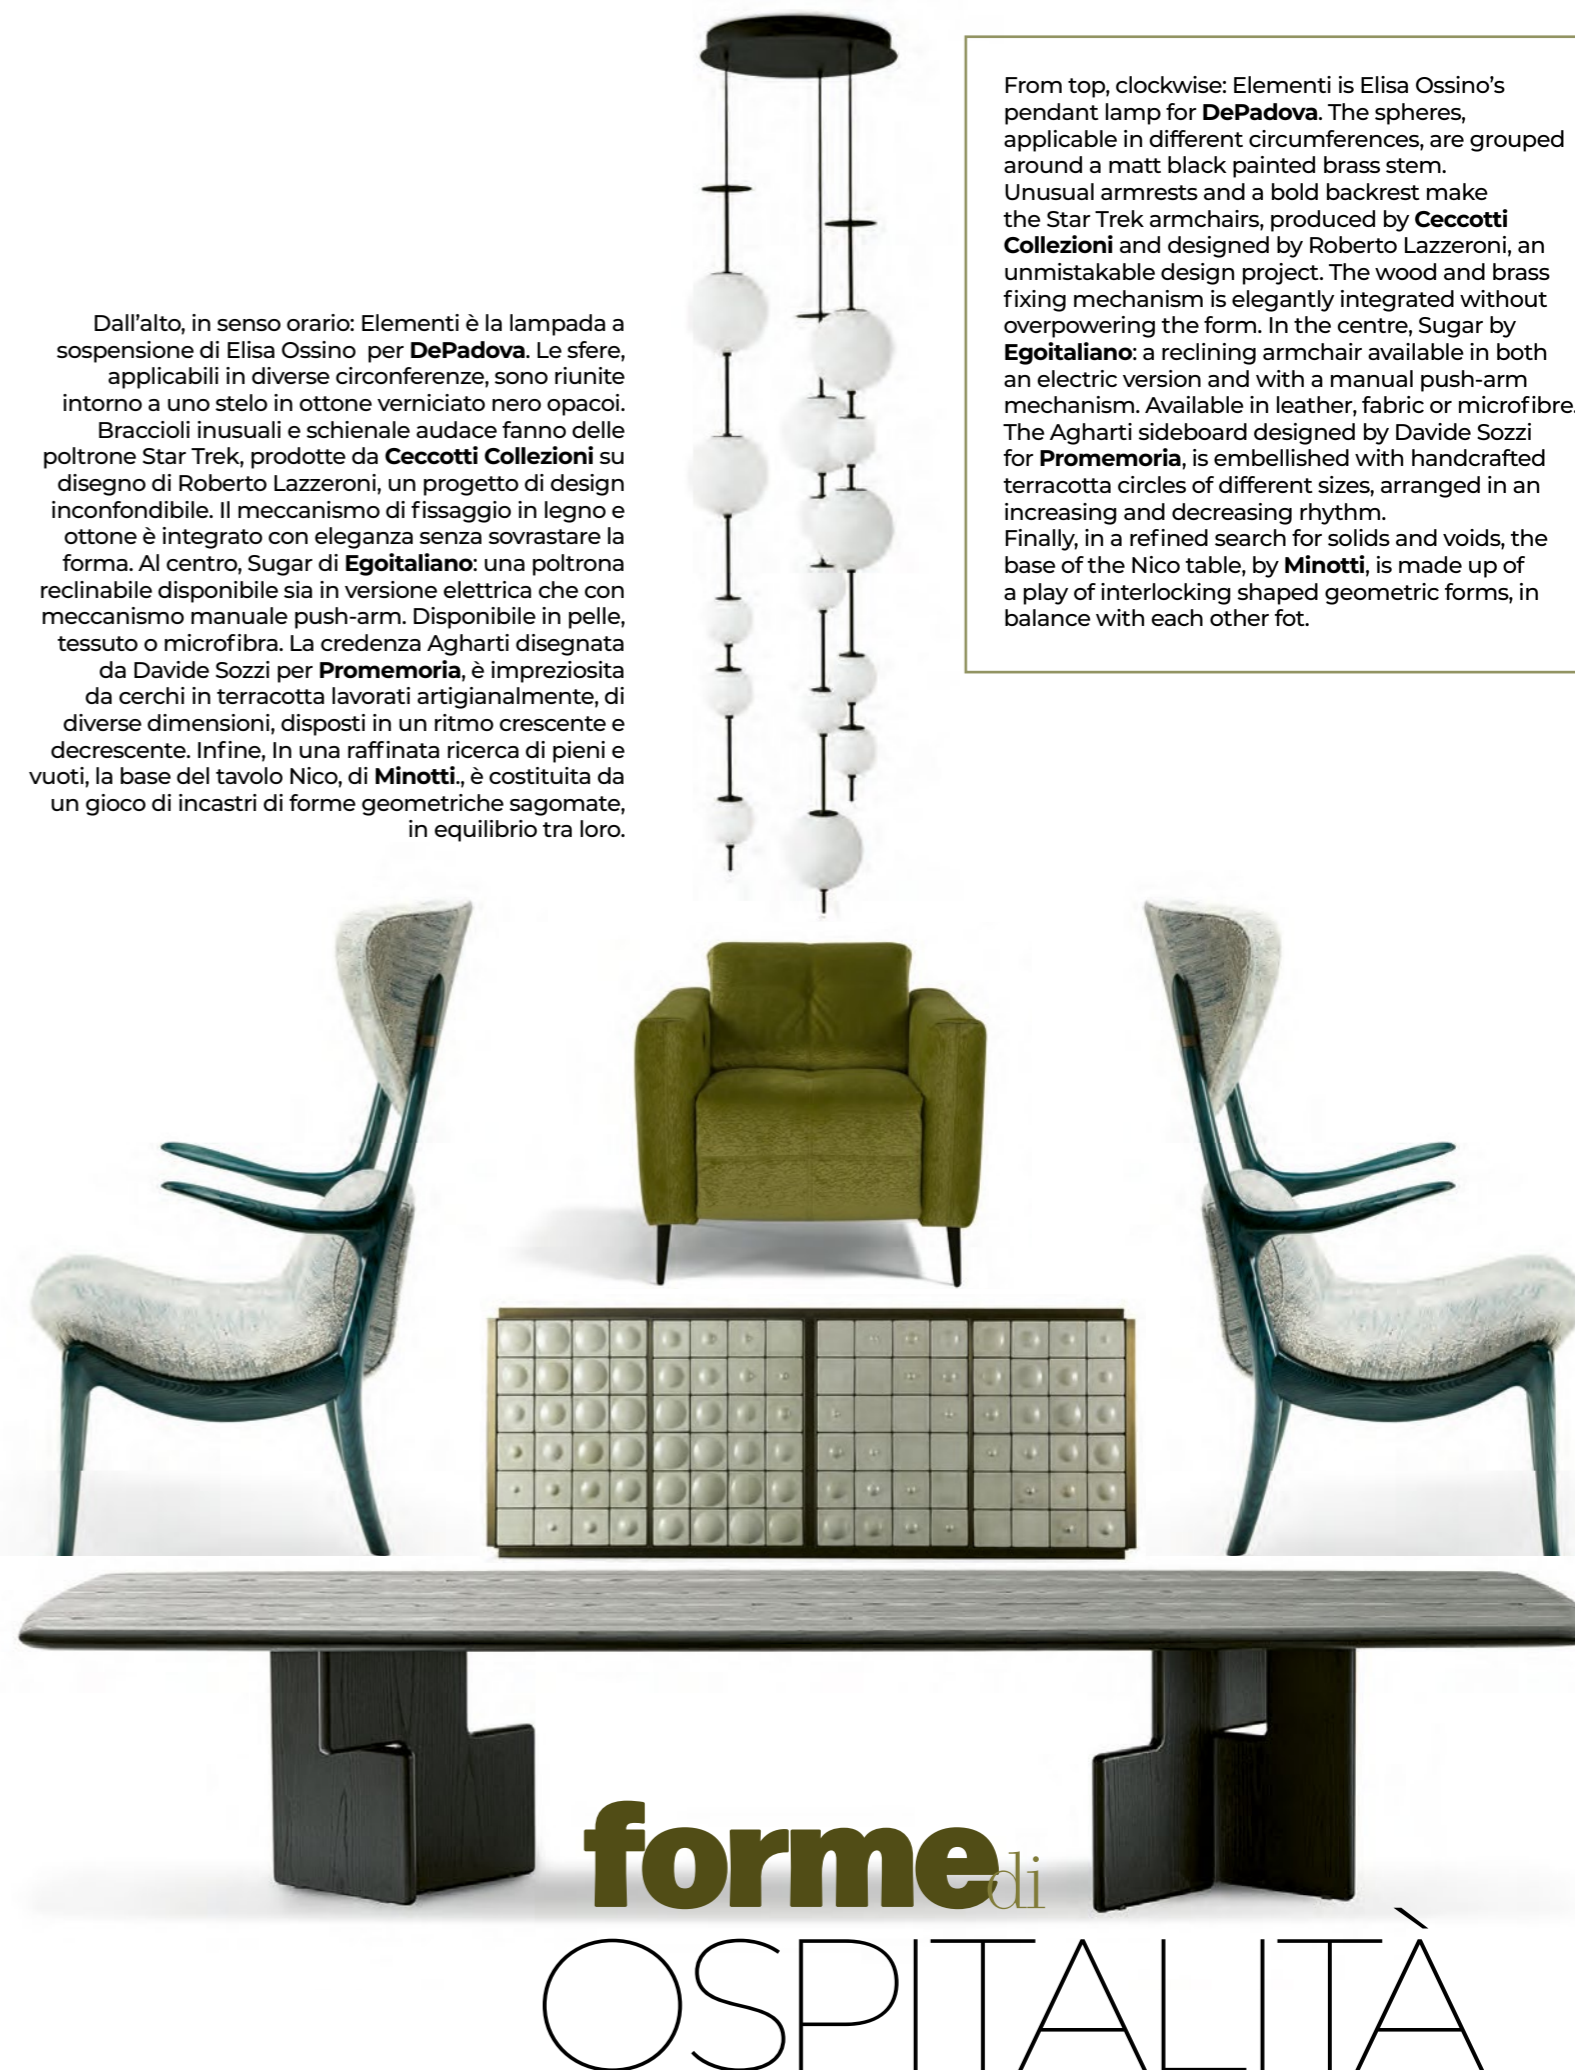 Dall'alto, in senso orario: Elementi è la lampada a
sospensione di Elisa Ossino per DePadova. Le sfere,
applicabili in diverse circonferenze, sono riunite
intorno a uno stelo in ottone verniciato nero opacoi.
Braccioli inusuali e schienale audace fanno delle
poltrone Star Trek, prodotte da Ceccotti Collezioni su
disegno di Roberto Lazzeroni, un progetto di design
inconfondibile. Il meccanismo di fissaggio in legno e
ottone è integrato con eleganza senza sovrastare la
forma. Al centro, Sugar di Egoitaliano: una poltrona
reclinabile disponibile sia in versione elettrica che con
meccanismo manuale push-arm. Disponibile in pelle,
tessuto o microfibra. La credenza Agharti disegnata
da Davide Sozzi per Promemoria, è impreziosita
da cerchi in terracotta lavorati artigianalmente, di
diverse dimensioni, disposti in un ritmo crescente e
decrescente. Infine, In una raffinata ricerca di pieni e
vuoti, la base del tavolo Nico, di Minotti., è costituita da
un gioco di incastri di forme geometriche sagomate,
in equilibrio tra loro.
From top, clockwise: Elementi is Elisa Ossino's
pendant lamp for DePadova. The spheres,
applicable in different circumferences, are grouped
around a matt black painted brass stem.
Unusual armrests and a bold backrest make
the Star Trek armchairs, produced by Ceccotti
Collezioni and designed by Roberto Lazzeroni, an
unmistakable design project. The wood and brass
fixing mechanism is elegantly integrated without
overpowering the form. In the centre, Sugar by
Egoitaliano: a reclining armchair available in both
an electric version and with a manual push-arm
mechanism. Available in leather, fabric or microfibre.
The Agharti sideboard designed by Davide Sozzi
for Promemoria, is embellished with handcrafted
terracotta circles of different sizes, arranged in an
increasing and decreasing rhythm.
Finally, in a refined search for solids and voids, the
base of the Nico table, by Minotti, is made up of
a play of interlocking shaped geometric forms, in
balance with each other fot.
forme di
OSPITALITÀ